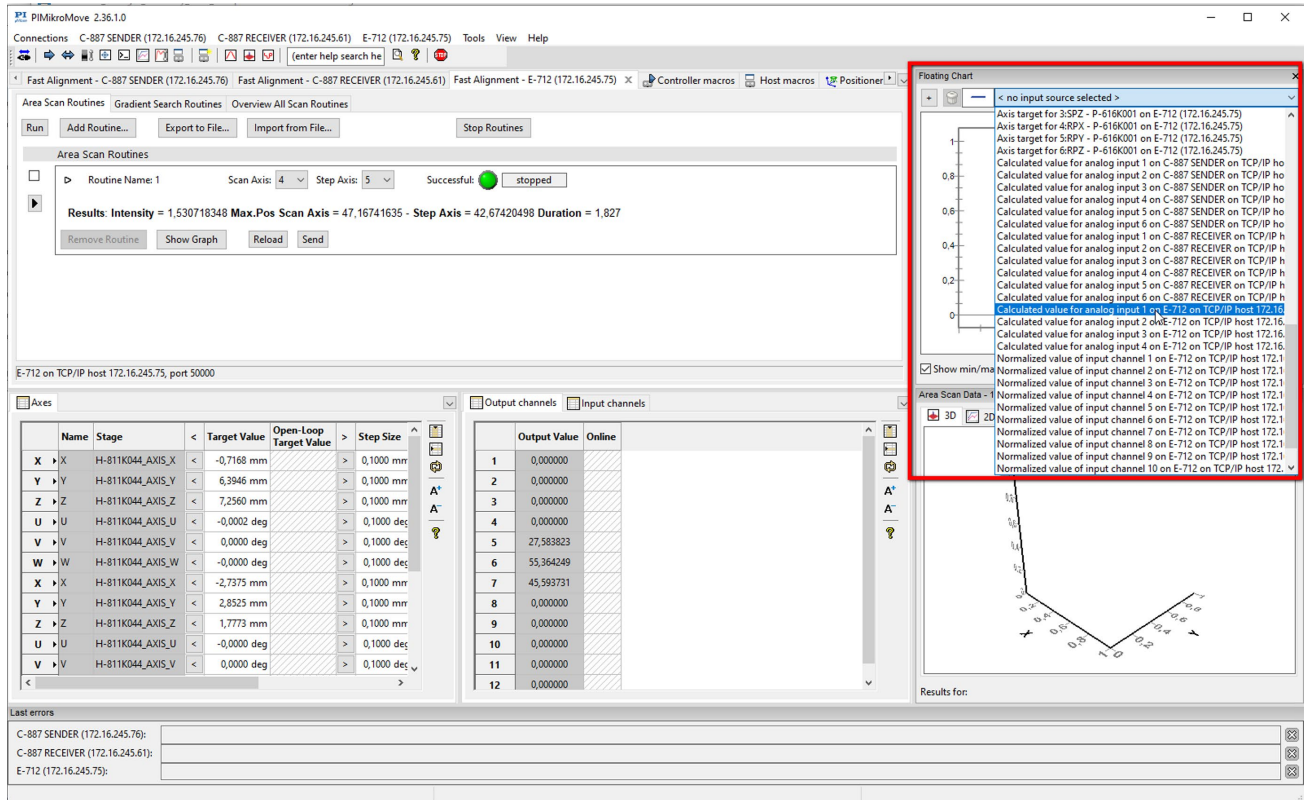 PI PIMikroMove 2.36.1.0
Connections C-887 SENDER (172.16.245.76) C-887 RECEIVER (172.16.245.61) E-712 (172.16.245.75) Tools View Help
(enter help search he
Fast Alignment - C-887 SENDER (172.16.245.76) Fast Alignment - C-887 RECEIVER (172.16.245.61) Fast Alignment - E-712 (172.16.245.75) X Controller macros Host macros Positioner
Area Scan Routines Gradient Search Routines Overview All Scan Routines
Run Add Routine... Export to File... Import from File... Stop Routines
Area Scan Routines
Routine Name: 1 Scan Axis: 4 Step Axis: 5 Successful: stopped
Results: Intensity = 1,530718348 Max.Pos Scan Axis = 47,16741635 - Step Axis = 42,67420498 Duration = 1,827
Remove Routine Show Graph Reload Send
E-712 on TCP/IP host 172.16.245.75, port 50000
Floating Chart
+ < no input source selected >
1
0,8
0,6
0,4
0,2
0
Axis target for 3:SPZ - P-616K001 on E-712 (172.16.245.75)
Axis target for 4:RPX - P-616K001 on E-712 (172.16.245.75)
Axis target for 5:RPY - P-616K001 on E-712 (172.16.245.75)
Axis target for 6:RPZ - P-616K001 on E-712 (172.16.245.75)
Calculated value for analog input 1 on C-887 SENDER on TCP/IP ho
Calculated value for analog input 2 on C-887 SENDER on TCP/IP ho
Calculated value for analog input 3 on C-887 SENDER on TCP/IP ho
Calculated value for analog input 4 on C-887 SENDER on TCP/IP ho
Calculated value for analog input 5 on C-887 SENDER on TCP/IP ho
Calculated value for analog input 6 on C-887 SENDER on TCP/IP ho
Calculated value for analog input 1 on C-887 RECEIVER on TCP/IP h
Calculated value for analog input 2 on C-887 RECEIVER on TCP/IP h
Calculated value for analog input 3 on C-887 RECEIVER on TCP/IP h
Calculated value for analog input 4 on C-887 RECEIVER on TCP/IP h
Calculated value for analog input 5 on C-887 RECEIVER on TCP/IP h
Calculated value for analog input 6 on C-887 RECEIVER on TCP/IP h
Calculated value for analog input 1 on E-712 on TCP/IP host 172.16.
Calculated value for analog input 2 on E-712 on TCP/IP host 172.16.
Calculated value for analog input 3 on E-712 on TCP/IP host 172.16.
Calculated value for analog input 4 on E-712 on TCP/IP host 172.16.
Normalized value of input channel 1 on E-712 on TCP/IP host 172.1
Normalized value of input channel 2 on E-712 on TCP/IP host 172.1
Normalized value of input channel 3 on E-712 on TCP/IP host 172.1
Normalized value of input channel 4 on E-712 on TCP/IP host 172.1
Normalized value of input channel 5 on E-712 on TCP/IP host 172.1
Normalized value of input channel 6 on E-712 on TCP/IP host 172.1
Normalized value of input channel 7 on E-712 on TCP/IP host 172.1
Normalized value of input channel 8 on E-712 on TCP/IP host 172.1
Normalized value of input channel 9 on E-712 on TCP/IP host 172.1
Normalized value of input channel 10 on E-712 on TCP/IP host 172.
Show min/ma
Area Scan Data - 1
3D 2D
Axes
Name Stage < Target Value Open-Loop Target Value > Step Size
X X H-811K044_AXIS_X < -0,7168 mm > 0,1000 mm
Y Y H-811K044_AXIS_Y < 6,3946 mm > 0,1000 mm
Z Z H-811K044_AXIS_Z < 7,2560 mm > 0,1000 mm
U U H-811K044_AXIS_U < -0,0002 deg > 0,1000 deg
V V H-811K044_AXIS_V < 0,0000 deg > 0,1000 deg
W W H-811K044_AXIS_W < -0,0000 deg > 0,1000 deg
X X H-811K044_AXIS_X < -2,7375 mm > 0,1000 mm
Y Y H-811K044_AXIS_Y < 2,8525 mm > 0,1000 mm
Z Z H-811K044_AXIS_Z < 1,7773 mm > 0,1000 mm
U U H-811K044_AXIS_U < -0,0000 deg > 0,1000 deg
V V H-811K044_AXIS_V < 0,0000 deg > 0,1000 deg
A+
A-
Output channels Input channels
Output Value Online
1 0,000000
2 0,000000
3 0,000000
4 0,000000
5 27,583823
6 55,364249
7 45,593731
8 0,000000
9 0,000000
10 0,000000
11 0,000000
12 0,000000
A+
A-
X Y
Results for:
Last errors
C-887 SENDER (172.16.245.76):
C-887 RECEIVER (172.16.245.61):
E-712 (172.16.245.75):